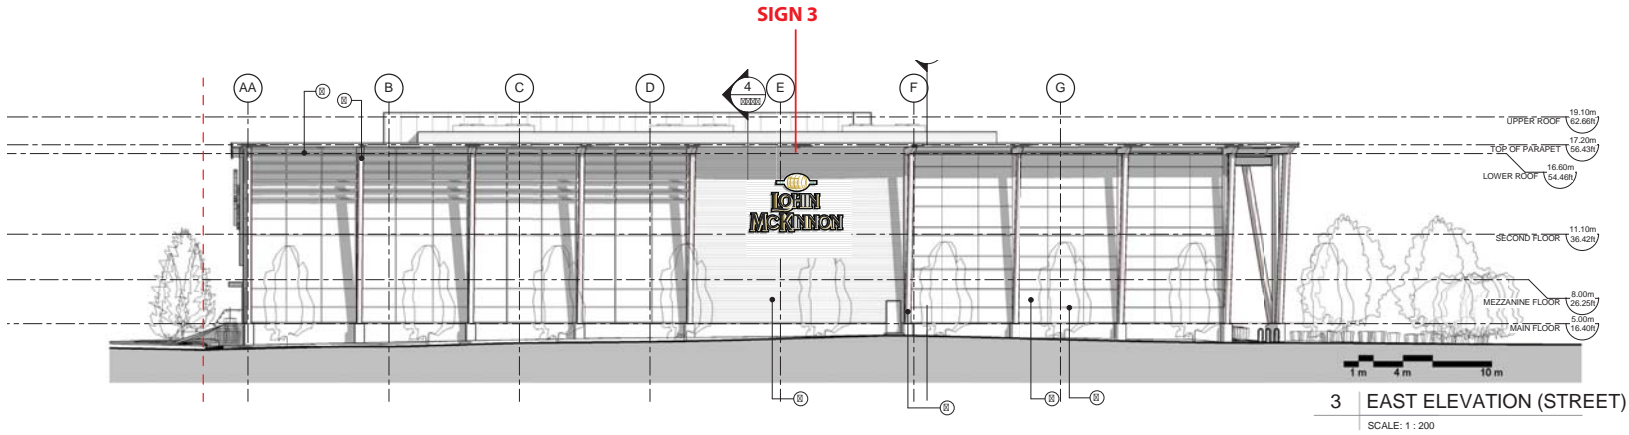 SIGN 3
AA
B
C
D
4
E
F
G
19.10m
UPPER ROOF 62.66ft
17.20m
TOP OF PARAPET 56.43ft
16.60m
LOWER ROOF 54.46ft
LOHN
MCKINNON
11.10m
SECOND FLOOR 36.42ft
8.00m
MEZZANINE FLOOR 26.25ft
5.00m
MAIN FLOOR 16.40ft
1 m 4 m 10 m
3 EAST ELEVATION (STREET)
SCALE: 1 : 200